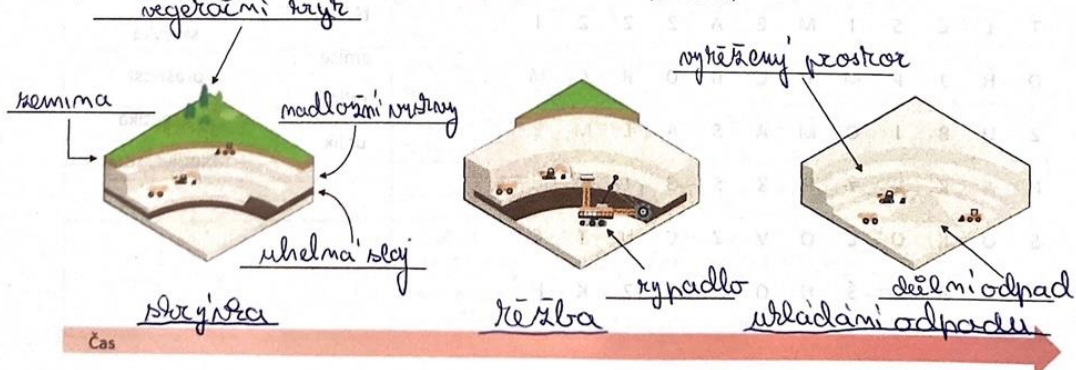 vegetační kryt
vytěžený prostor
zemina
nadložní vrstvy
uhelná sloj
rypadlo
důlní odpad
skrývka
těžba
ukládání odpadu
Čas